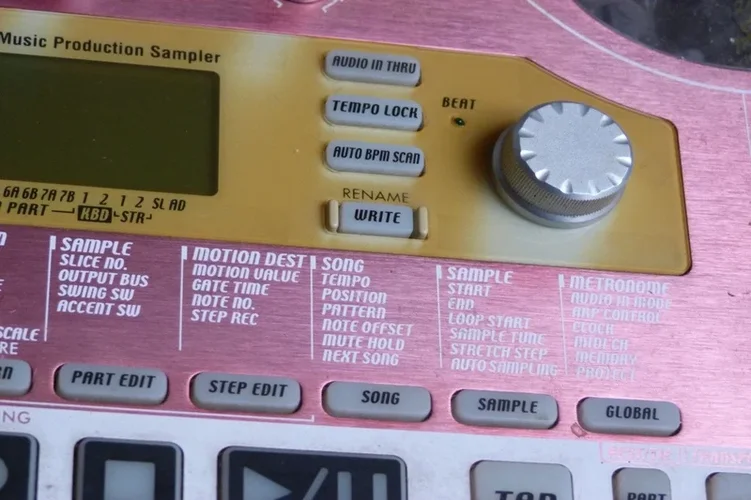 Music Production Sampler
AUDIO IN THRU
TEMPO LOCK
BEAT
AUTO BPM SCAN
RENAME
WRITE
6A 6B 7A 7B 1 2 1 2 SL AD
PART KBD STR
SAMPLE
SLICE NO.
OUTPUT BUS
SWING SW
ACCENT SW
MOTION DEST
MOTION VALUE
GATE TIME
NOTE NO.
STEP REC
SONG
TEMPO
POSITION
PATTERN
NOTE OFFSET
MUTE HOLD
NEXT SONG
SAMPLE
START
END
LOOP START
SAMPLE TUNE
STRETCH STEP
AUTO SAMPLING
METRONOME
AUDIO IN MODE
ARP CONTROL
CLOCK
MIDI CH
MEMORY
PROJECT
SCALE
PART EDIT
STEP EDIT
SONG
SAMPLE
GLOBAL
TAP
PART